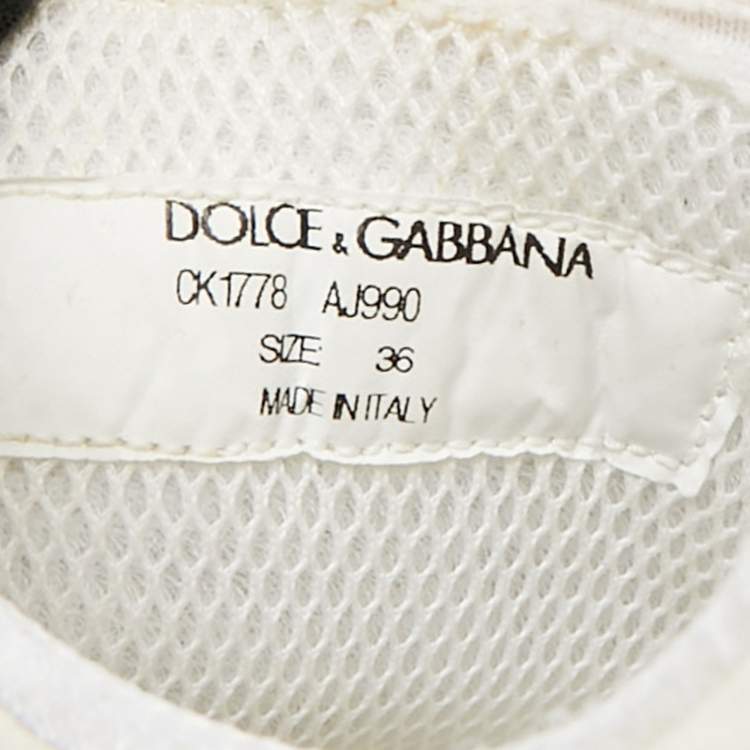 DOLCE & GABBANA
CK1778 AJ990
SIZE: 36
MADE IN ITALY